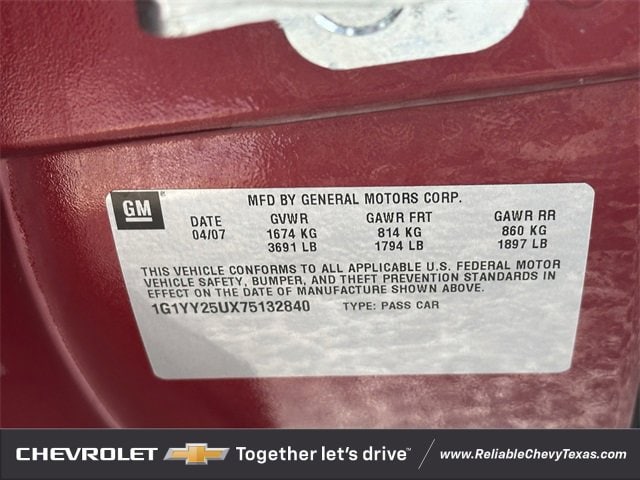 MFD BY GENERAL MOTORS CORP.
GM
DATE GVWR GAWR FRT GAWR RR
04/07 1674 KG 814 KG 860 KG
3691 LB 1794 LB 1897 LB
THIS VEHICLE CONFORMS TO ALL APPLICABLE U.S. FEDERAL MOTOR
VEHICLE SAFETY, BUMPER, AND THEFT PREVENTION STANDARDS IN
EFFECT ON THE DATE OF MANUFACTURE SHOWN ABOVE.
1G1YY25UX75132840 TYPE: PASS CAR
CHEVROLET Together let's drive™ www.ReliableChevyTexas.com